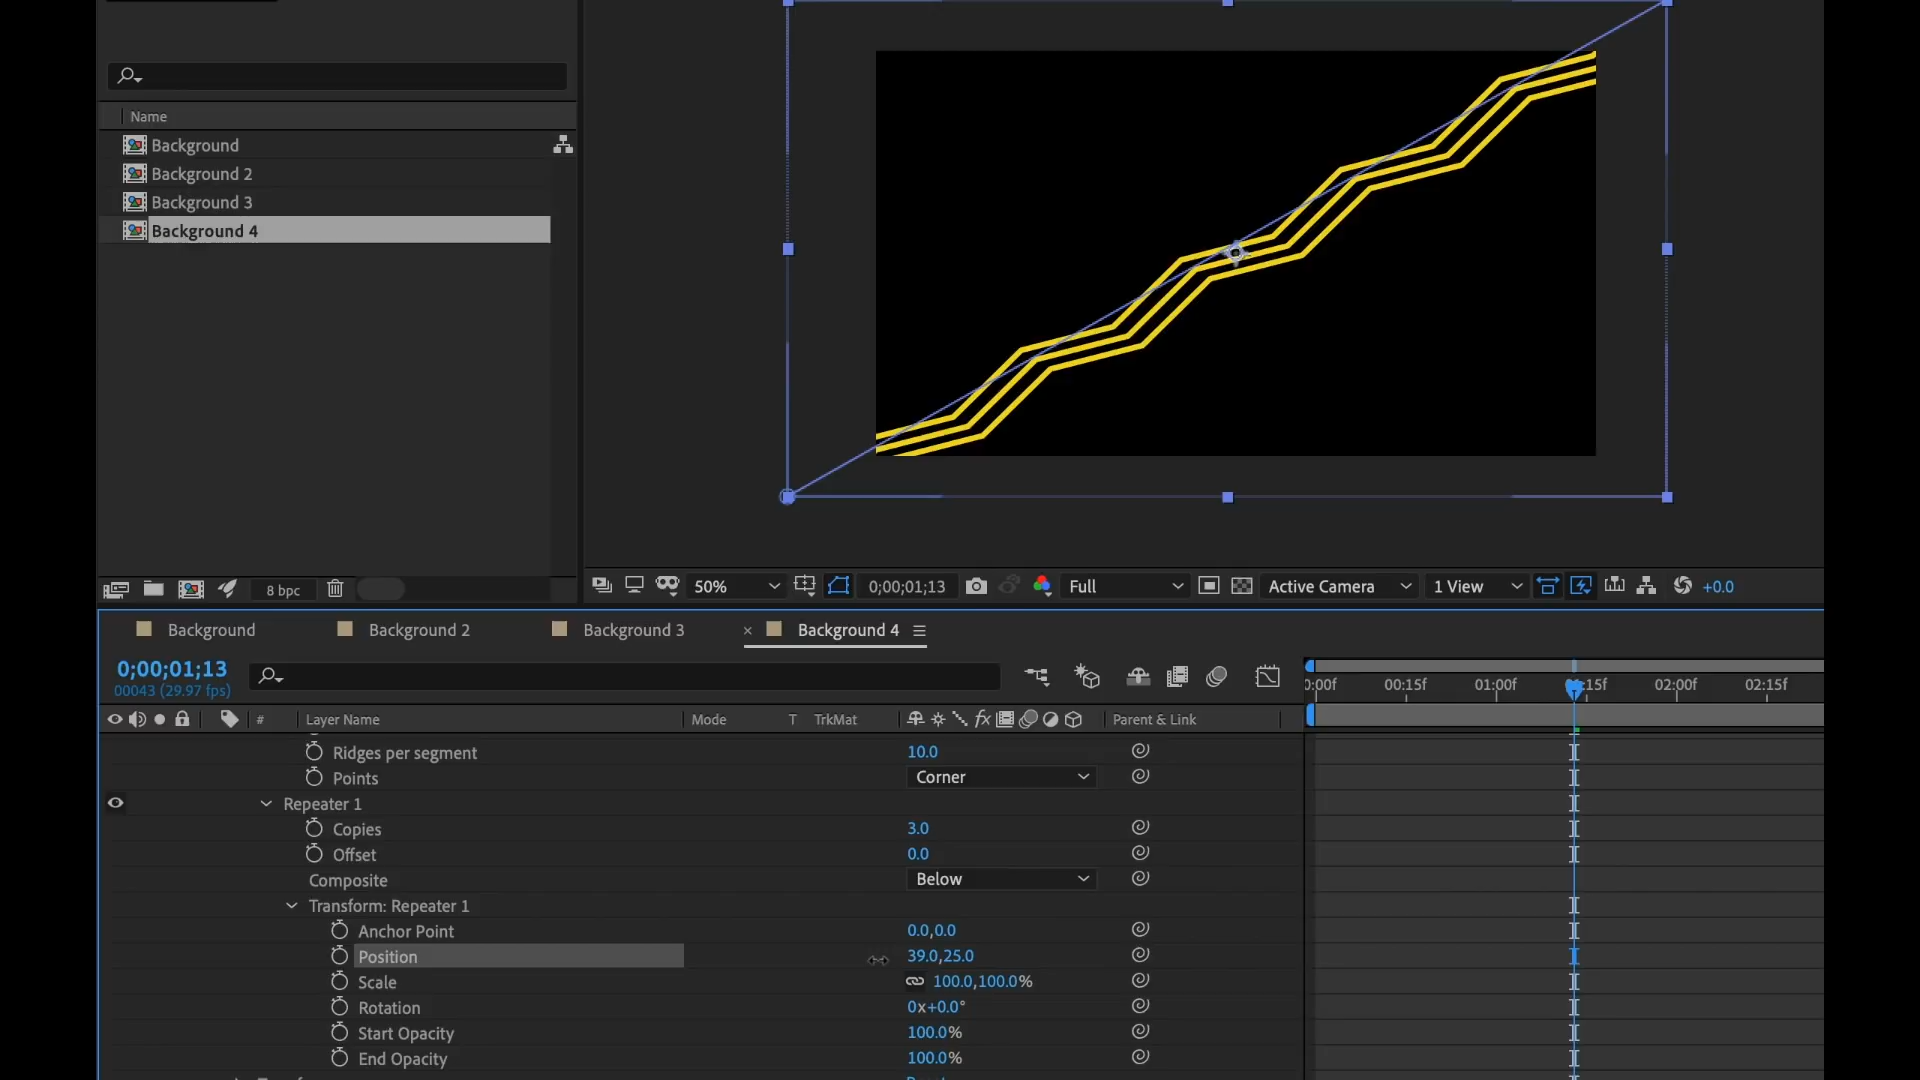 Name
Background
Background 2
Background 3
Background 4
8 bpc
50%
0;00;01;13
Full
Active Camera
1 View
+0.0
Background
Background 2
Background 3
× Background 4
0;00;01;13
00043 (29.97 fps)
00:15f
01:00f
02:00f
02:15f
# Layer Name
Mode
T TrkMat
fx
Parent & Link
Ridges per segment
10.0
Points
Corner
Repeater 1
Copies
3.0
Offset
0.0
Composite
Below
Transform: Repeater 1
Anchor Point
0.0,0.0
Position
39.0,25.0
Scale
100.0,100.0%
Rotation
0x+0.0°
Start Opacity
100.0%
End Opacity
100.0%